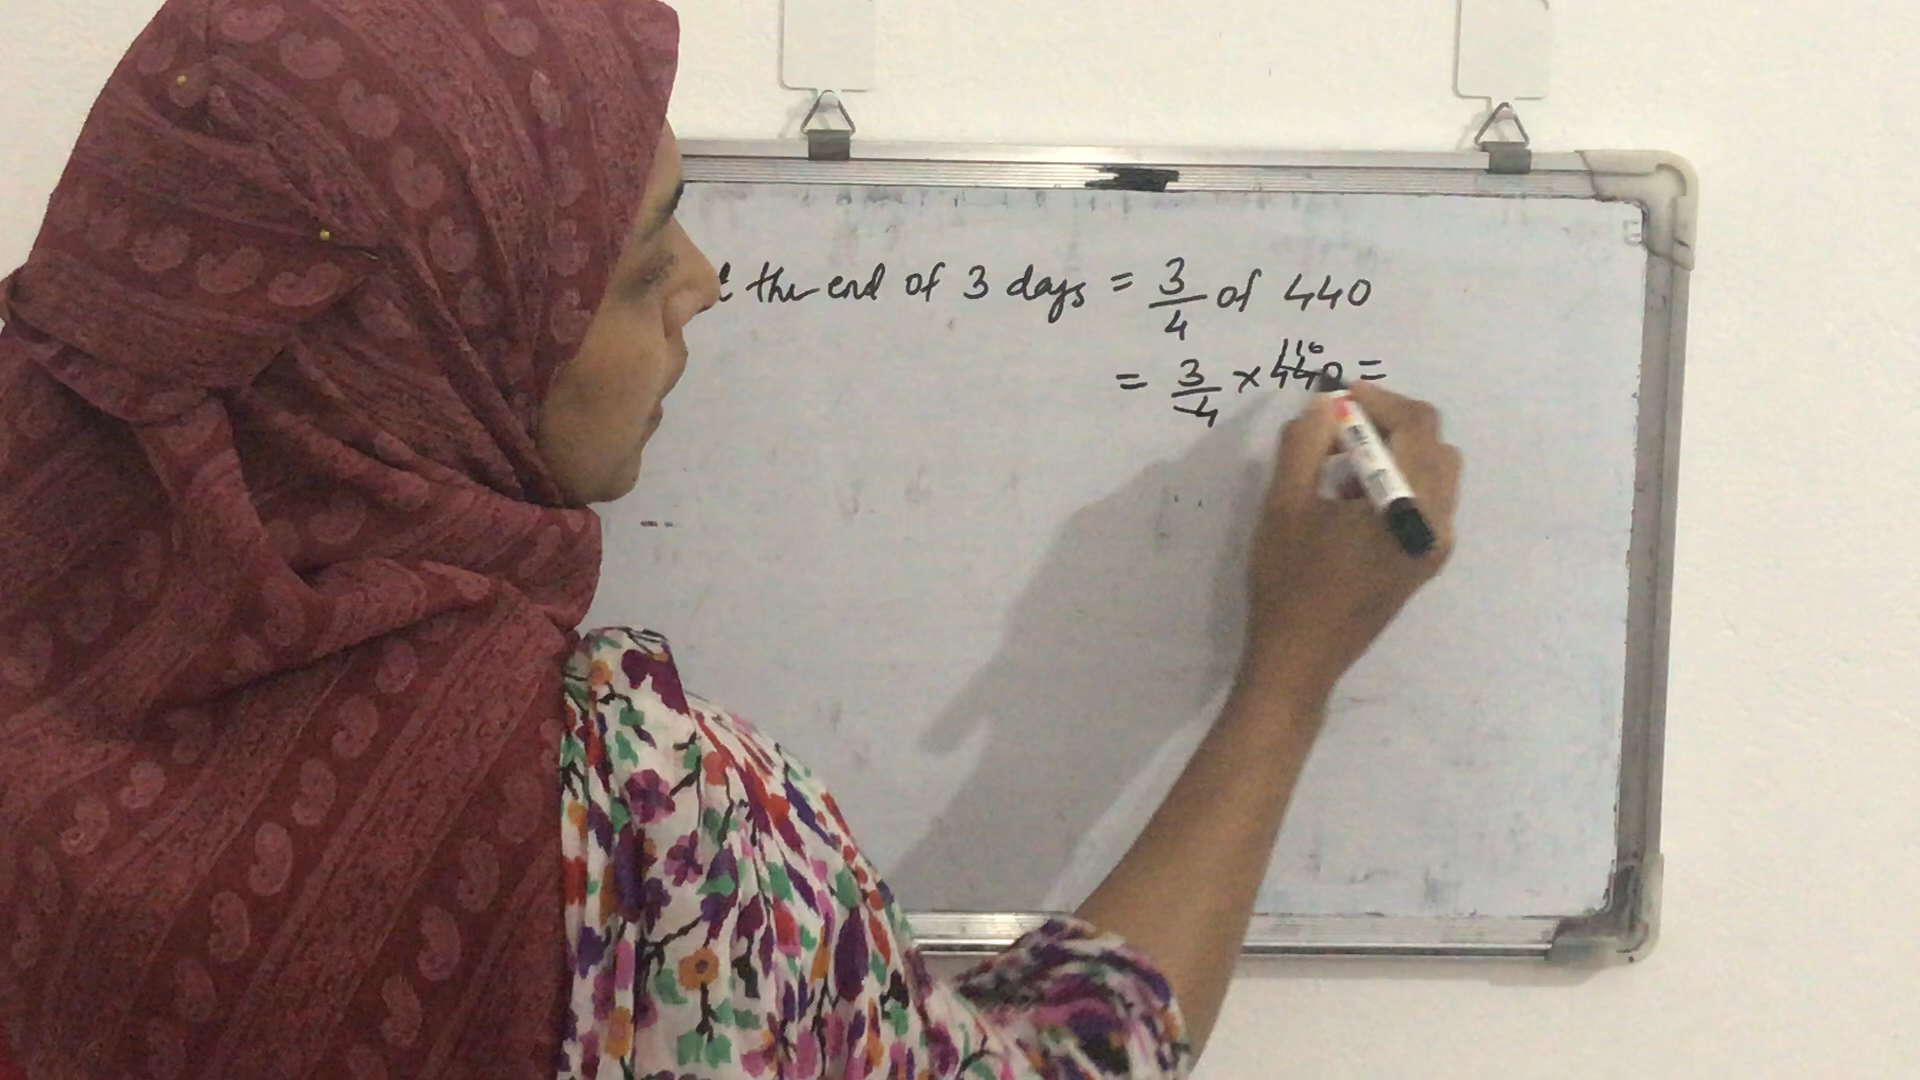 the end of 3 days = 3/4 of 440
= 3/4 × 440 =
110